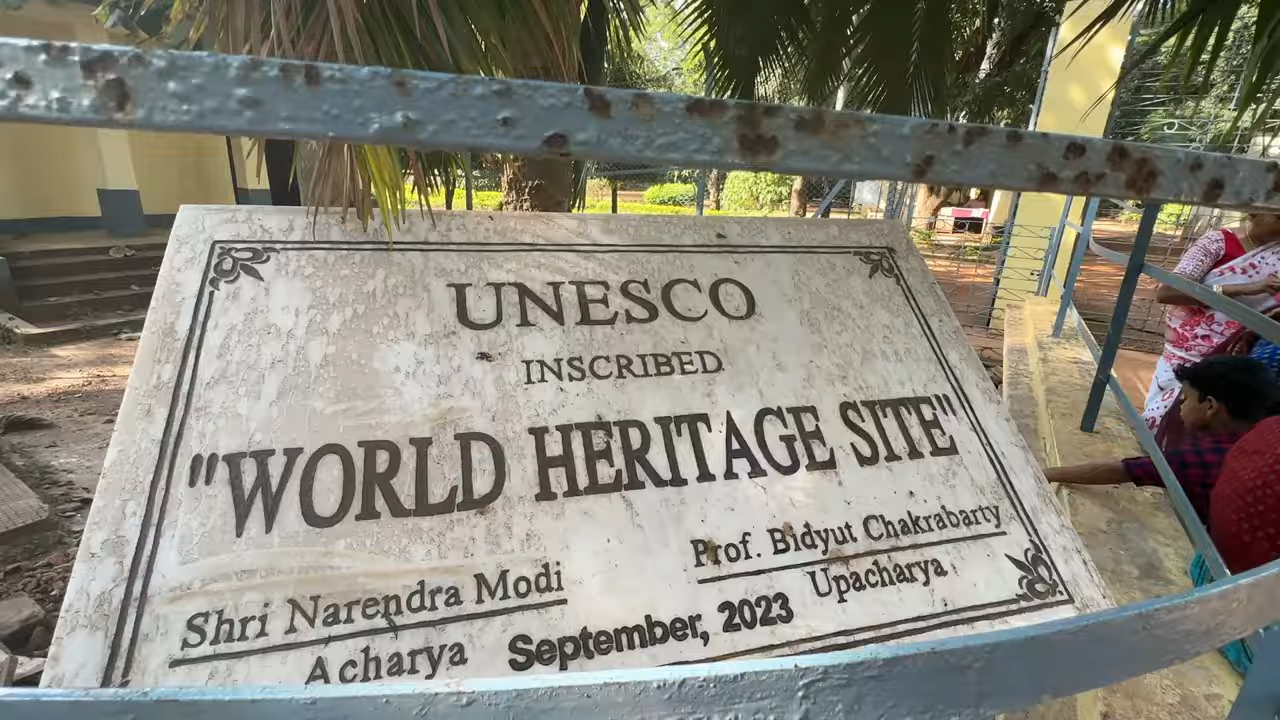 UNESCO
INSCRIBED
"WORLD HERITAGE SITE"
Shri Narendra Modi
Acharya
Prof. Bidyut Chakrabarty
Upacharya
September, 2023